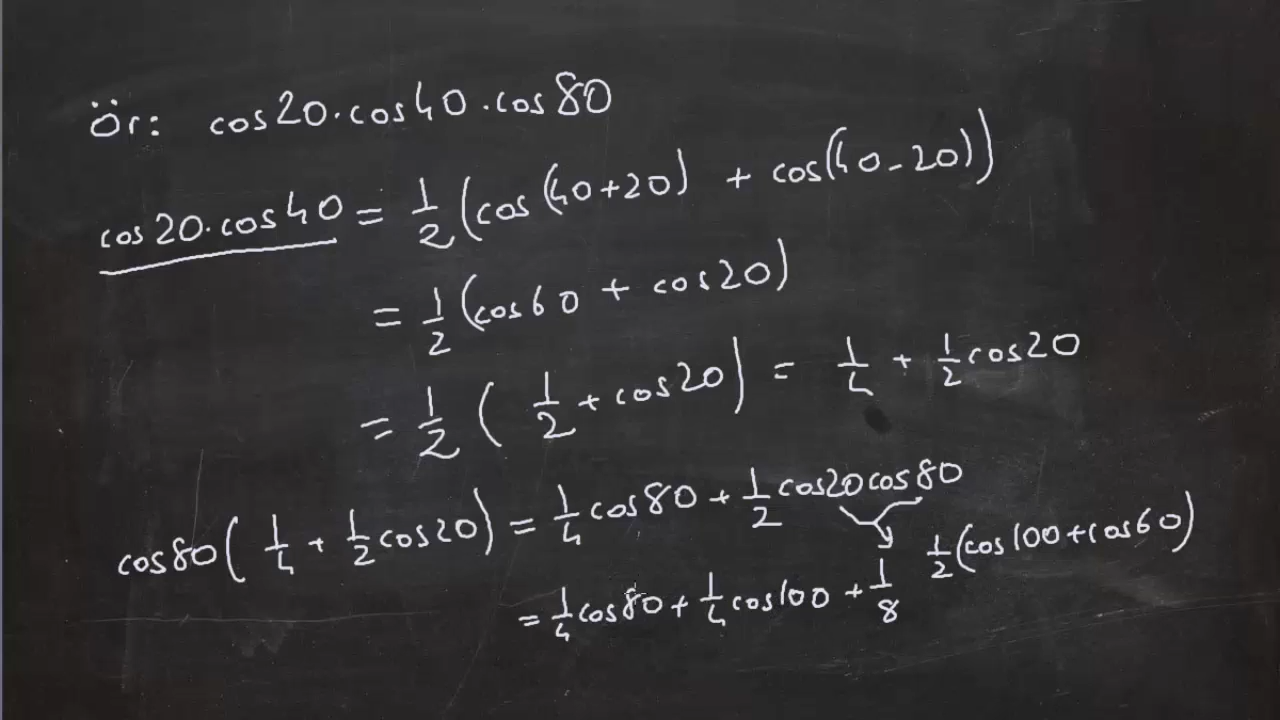 Ör: cos20.cos40.cos80
cos20.cos40 = 1/2 (cos(40+20) + cos(40-20))
= 1/2 (cos60 + cos20)
= 1/2 ( 1/2 + cos20) = 1/4 + 1/2 cos20
cos80( 1/4 + 1/2 cos20) = 1/4 cos80 + 1/2 cos20cos80
1/2 (cos100+cos60)
= 1/4 cos80 + 1/4 cos100 + 1/8